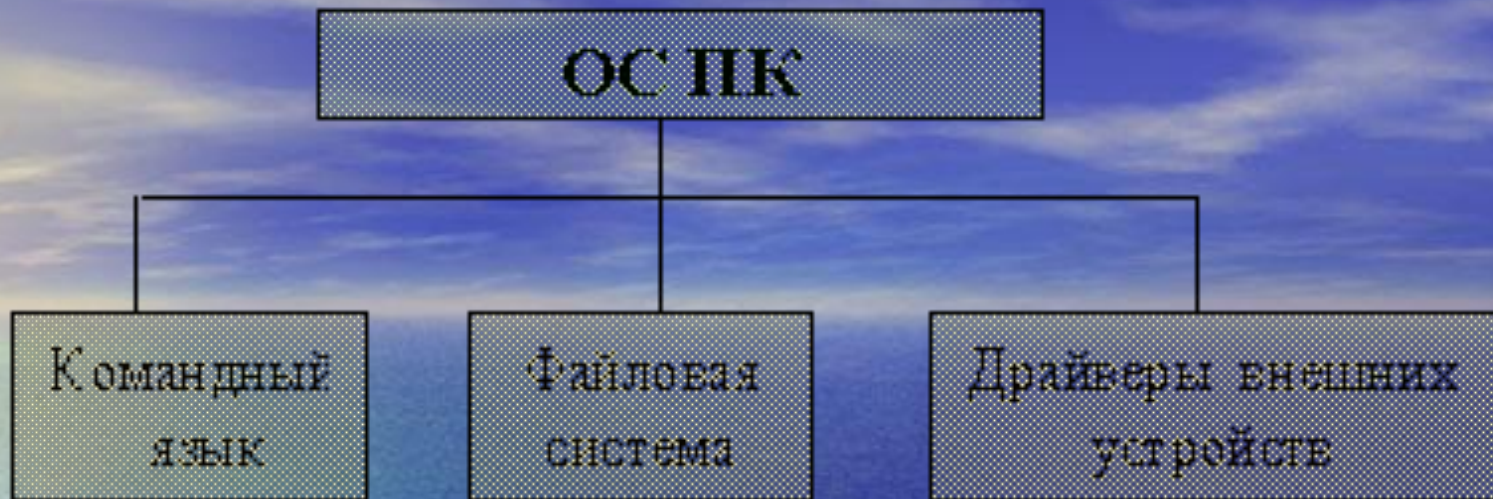 ОС ПК
Командный
язык
Файловая
система
Драйверы внешних
устройств